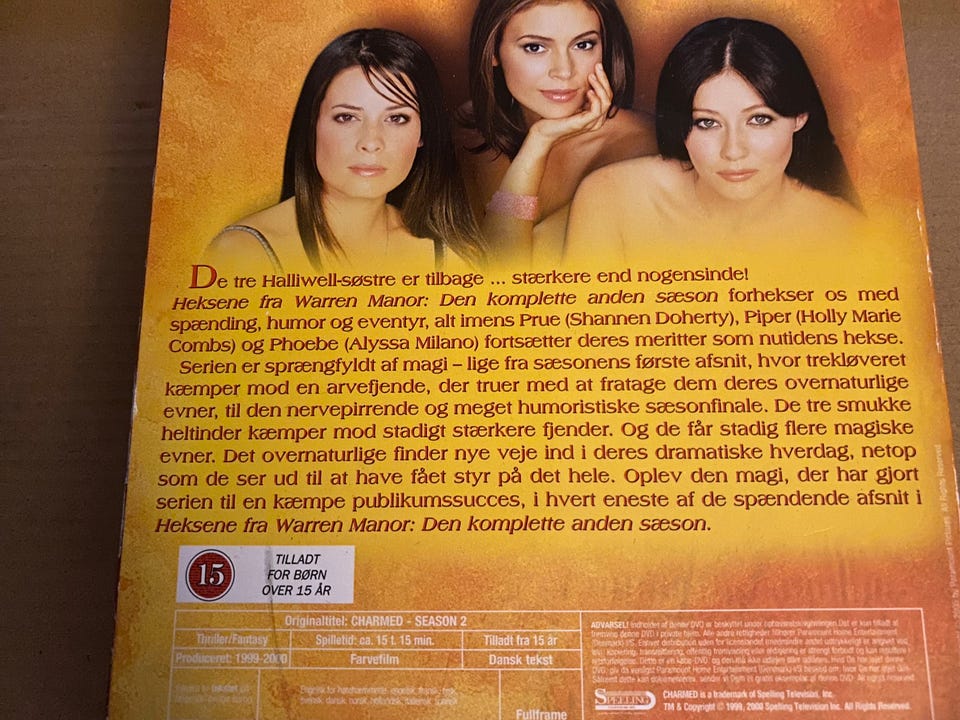 De tre Halliwell-søstre er tilbage ... stærkere end nogensinde!
Heksene fra Warren Manor: Den komplette anden sæson forhekser os med
spænding, humor og eventyr, alt imens Prue (Shannen Doherty), Piper (Holly Marie
Combs) og Phoebe (Alyssa Milano) fortsætter deres meritter som nutidens hekse.
Serien er sprængfyldt af magi – lige fra sæsonens første afsnit, hvor trekløveret
kæmper mod en arvefjende, der truer med at fratage dem deres overnaturlige
evner, til den nervepirrende og meget humoristiske sæsonfinale. De tre smukke
heltinder kæmper mod stadigt stærkere fjender. Og de får stadig flere magiske
evner. Det overnaturlige finder nye veje ind i deres dramatiske hverdag, netop
som de ser ud til at have fået styr på det hele. Oplev den magi, der har gjort
serien til en kæmpe publikumssucces, i hvert eneste af de spændende afsnit i
Heksene fra Warren Manor: Den komplette anden sæson.
15
TILLADT
FOR BØRN
OVER 15 ÅR
Originaltitel: CHARMED - SEASON 2
Thriller/Fantasy
Spilletid: ca. 15 t. 15 min.
Tilladt fra 15 år
Produceret: 1999-2000
Farvefilm
Dansk tekst
Fullframe
ADVARSEL!
SPELLING
CHARMED is a trademark of Spelling Television, Inc.
TM & Copyright © 1999, 2000 Spelling Television Inc. All Rights Reserved.
All Rights Reserved.